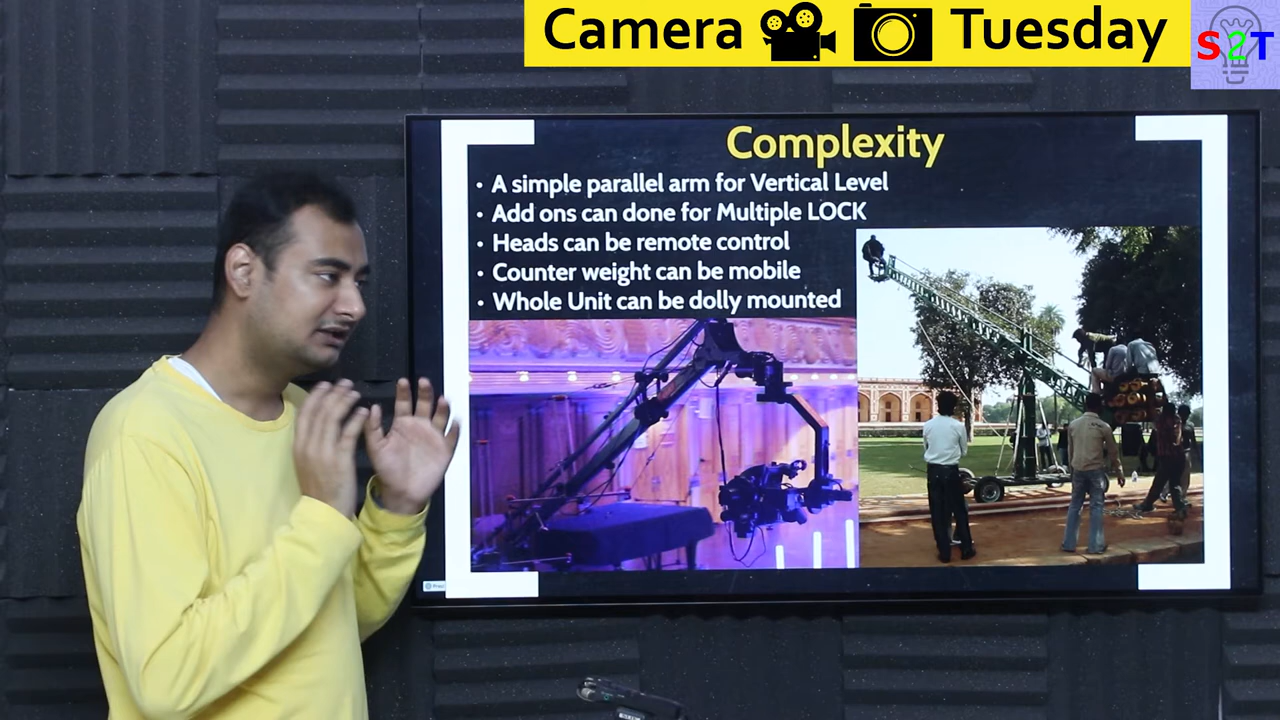 Camera Tuesday
S2T
Complexity
• A simple parallel arm for Vertical Level
• Add ons can done for Multiple LOCK
• Heads can be remote control
• Counter weight can be mobile
• Whole Unit can be dolly mounted